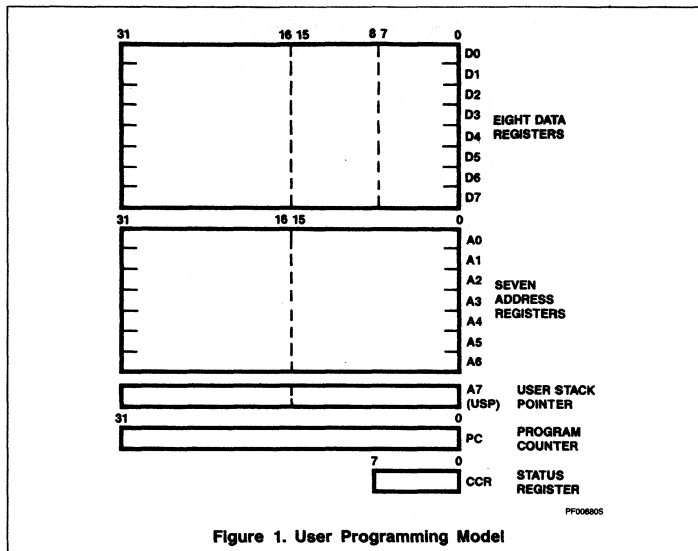 31 16 15 8 7 0
D0
D1
D2
D3
D4
D5
D6
D7
EIGHT DATA
REGISTERS
31 16 15 0
A0
A1
A2
A3
A4
A5
A6
SEVEN
ADDRESS
REGISTERS
A7
(USP)
USER STACK
POINTER
31 0
PC
PROGRAM
COUNTER
7 0
CCR
STATUS
REGISTER
PF00680S
Figure 1. User Programming Model